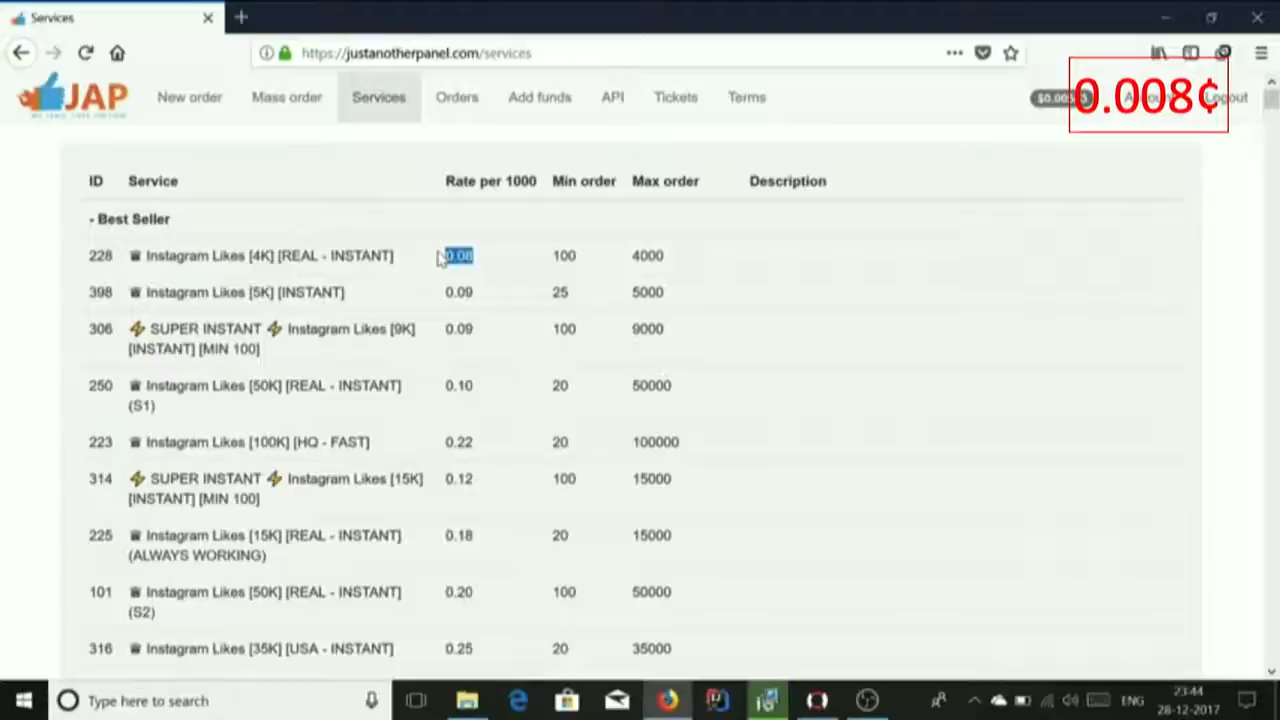 Services
https://justanotherpanel.com/services
JAP
New order Mass order Services Orders Add funds API Tickets Terms
0.008¢
ID Service Rate per 1000 Min order Max order Description
- Best Seller
228 ♛ Instagram Likes [4K] [REAL - INSTANT] 0.08 100 4000
398 ♛ Instagram Likes [5K] [INSTANT] 0.09 25 5000
306 ⚡ SUPER INSTANT ⚡ Instagram Likes [9K] 0.09 100 9000
[INSTANT] [MIN 100]
250 ♛ Instagram Likes [50K] [REAL - INSTANT] 0.10 20 50000
(S1)
223 ♛ Instagram Likes [100K] [HQ - FAST] 0.22 20 100000
314 ⚡ SUPER INSTANT ⚡ Instagram Likes [15K] 0.12 100 15000
[INSTANT] [MIN 100]
225 ♛ Instagram Likes [15K] [REAL - INSTANT] 0.18 20 15000
(ALWAYS WORKING)
101 ♛ Instagram Likes [50K] [REAL - INSTANT] 0.20 100 50000
(S2)
316 ♛ Instagram Likes [35K] [USA - INSTANT] 0.25 20 35000
Type here to search
ENG
23:44
28-12-2017